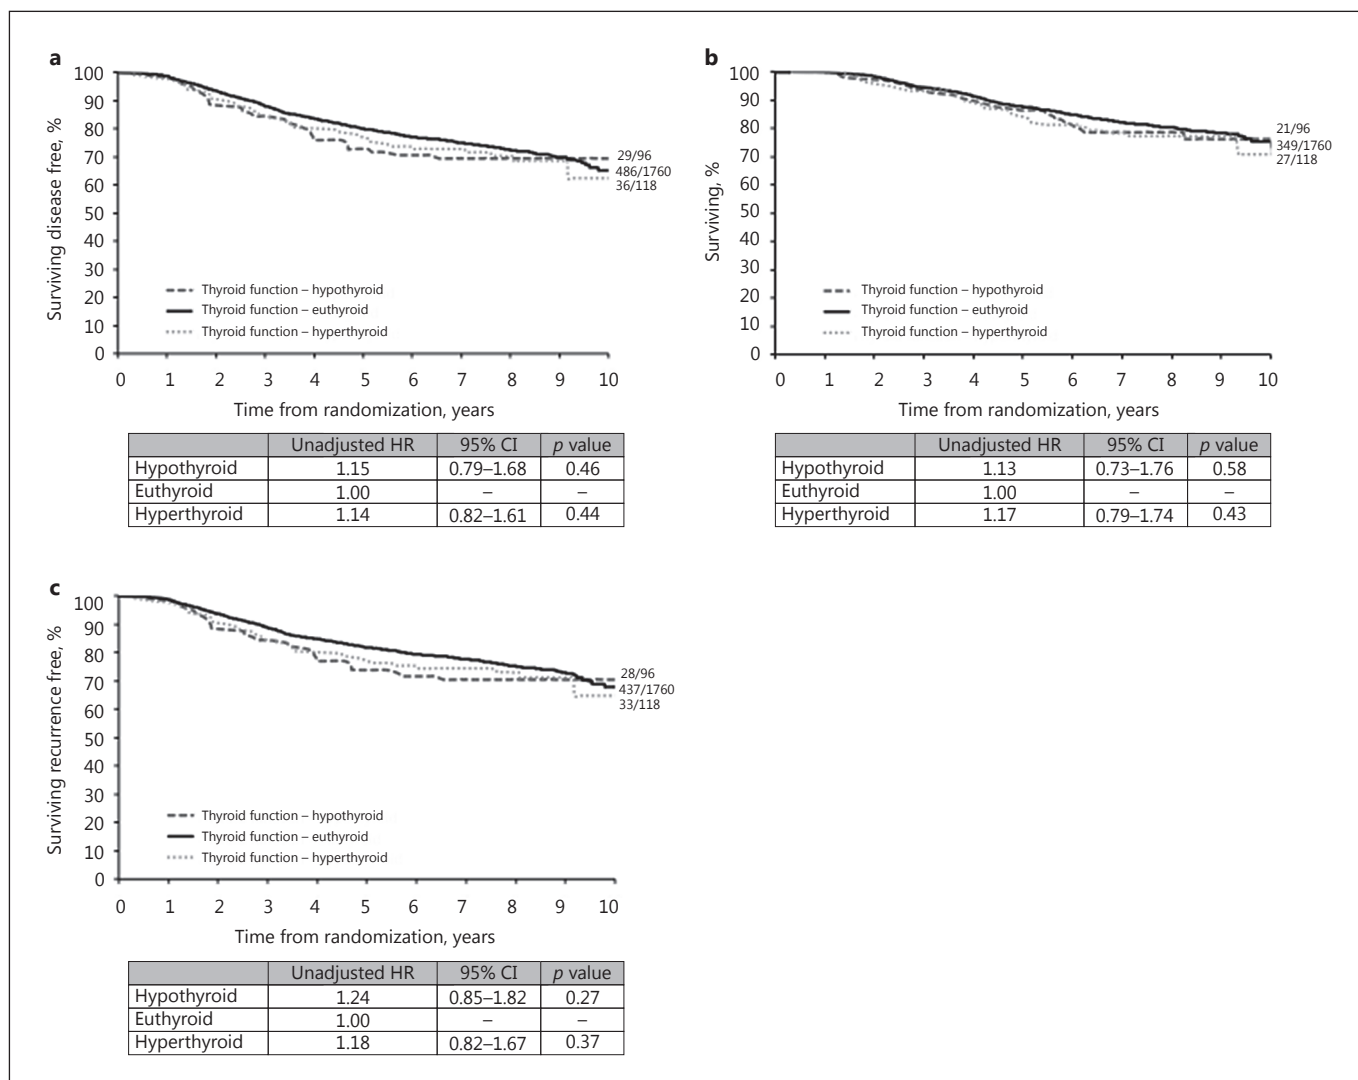 a
Surviving disease free, %
100
90
80
70
60
50
40
30
20
10
0
29/96
486/1760
36/118
Thyroid function – hypothyroid
Thyroid function – euthyroid
Thyroid function – hyperthyroid
0 1 2 3 4 5 6 7 8 9 10
Time from randomization, years
Unadjusted HR 95% CI p value
Hypothyroid 1.15 0.79–1.68 0.46
Euthyroid 1.00 – –
Hyperthyroid 1.14 0.82–1.61 0.44
b
Surviving, %
100
90
80
70
60
50
40
30
20
10
0
21/96
349/1760
27/118
Thyroid function – hypothyroid
Thyroid function – euthyroid
Thyroid function – hyperthyroid
0 1 2 3 4 5 6 7 8 9 10
Time from randomization, years
Unadjusted HR 95% CI p value
Hypothyroid 1.13 0.73–1.76 0.58
Euthyroid 1.00 – –
Hyperthyroid 1.17 0.79–1.74 0.43
c
Surviving recurrence free, %
100
90
80
70
60
50
40
30
20
10
0
28/96
437/1760
33/118
Thyroid function – hypothyroid
Thyroid function – euthyroid
Thyroid function – hyperthyroid
0 1 2 3 4 5 6 7 8 9 10
Time from randomization, years
Unadjusted HR 95% CI p value
Hypothyroid 1.24 0.85–1.82 0.27
Euthyroid 1.00 – –
Hyperthyroid 1.18 0.82–1.67 0.37